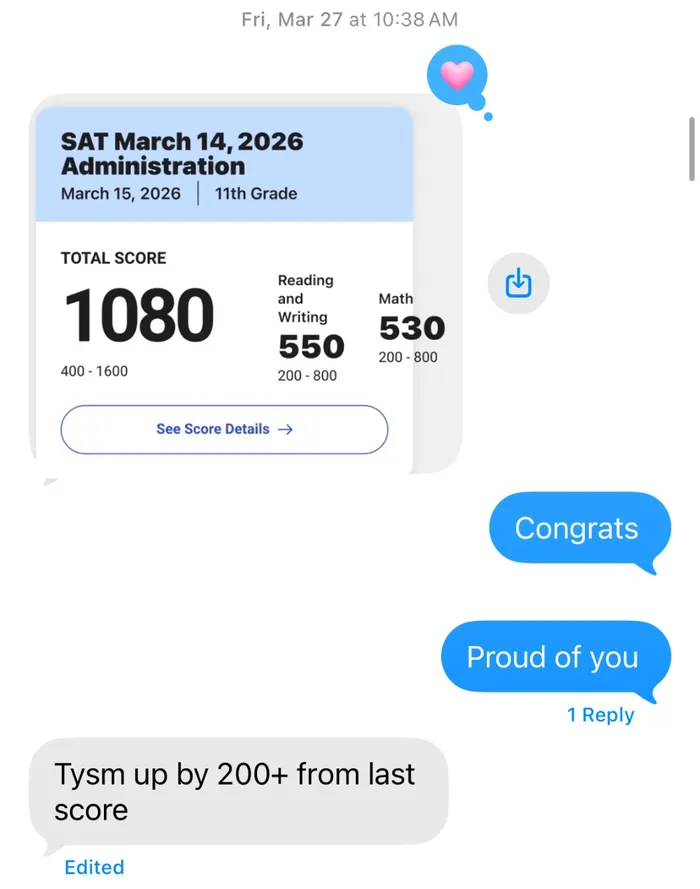 Fri, Mar 27 at 10:38 AM
SAT March 14, 2026
Administration
March 15, 2026 | 11th Grade
TOTAL SCORE
1080
400 - 1600
Reading
and
Writing
550
200 - 800
Math
530
200 - 800
See Score Details →
Congrats
Proud of you
1 Reply
Tysm up by 200+ from last
score
Edited